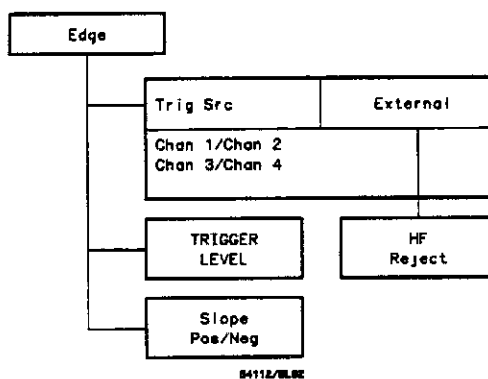 Edge
Trig Src External
Chan 1/Chan 2
Chan 3/Chan 4
TRIGGER
LEVEL
HF
Reject
Slope
Pos/Neg